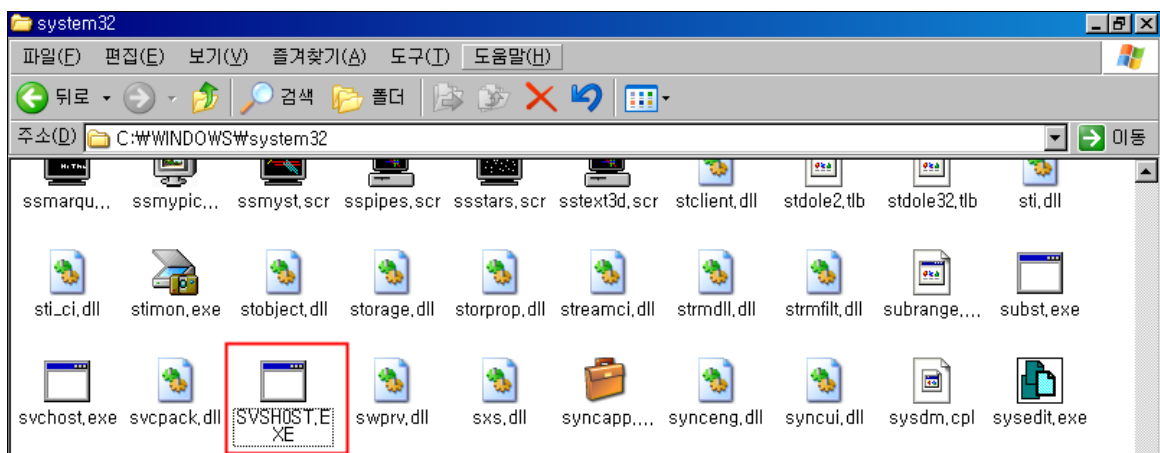 system32
파일(F) 편집(E) 보기(V) 즐겨찾기(A) 도구(T) 도움말(H)
뒤로 검색 폴더
주소(D) C:₩WINDOWS₩system32 이동
ssmarqu... ssmypic... ssmyst.scr sspipes.scr ssstars.scr sstext3d.scr stclient.dll stdole2.tlb stdole32.tlb sti.dll
sti_ci.dll stimon.exe stobject.dll storage.dll storprop.dll streamci.dll strmdll.dll strmfilt.dll subrange.... subst.exe
svchost.exe svcpack.dll SVSHOST.E swprv.dll sxs.dll syncapp.... synceng.dll syncui.dll sysdm.cpl sysedit.exe
XE